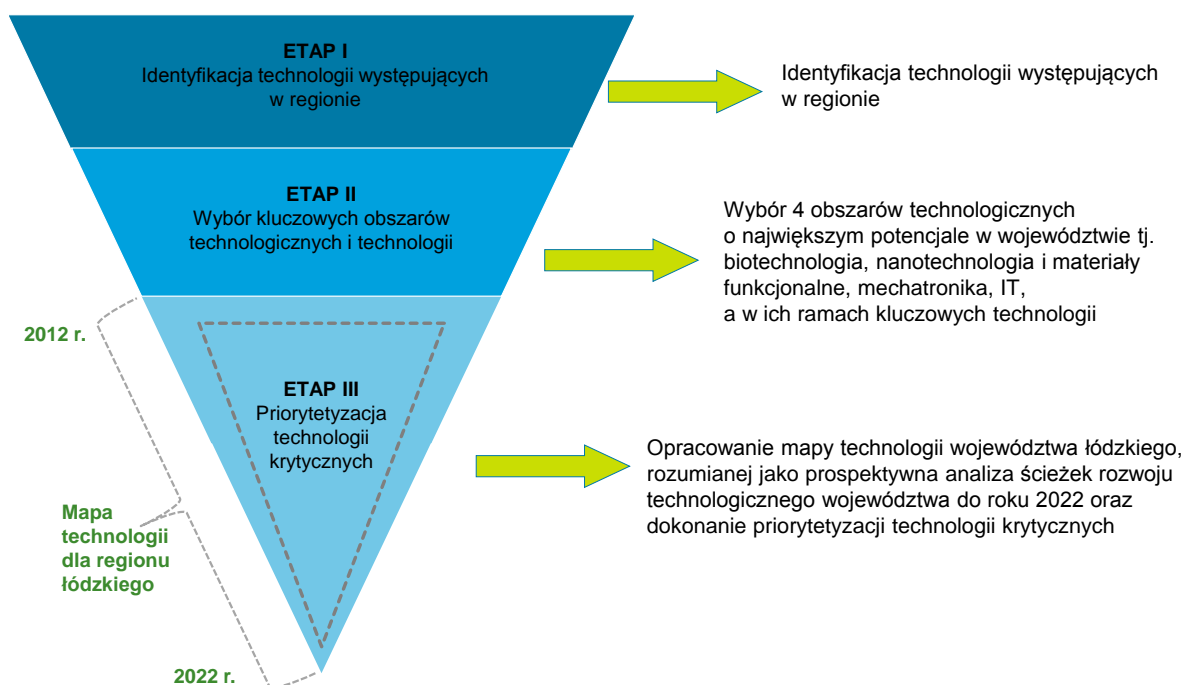 ETAP I
Identyfikacja technologii występujących
w regionie
Identyfikacja technologii występujących
w regionie
ETAP II
Wybór kluczowych obszarów
technologicznych i technologii
Wybór 4 obszarów technologicznych
o największym potencjale w województwie tj.
biotechnologia, nanotechnologia i materiały
funkcjonalne, mechatronika, IT,
a w ich ramach kluczowych technologii
2012 r.
ETAP III
Priorytetyzacja
technologii
krytycznych
Opracowanie mapy technologii województwa łódzkiego,
rozumianej jako prospektywna analiza ścieżek rozwoju
technologicznego województwa do roku 2022 oraz
dokonanie priorytetyzacji technologii krytycznych
Mapa
technologii
dla regionu
łódzkiego
2022 r.